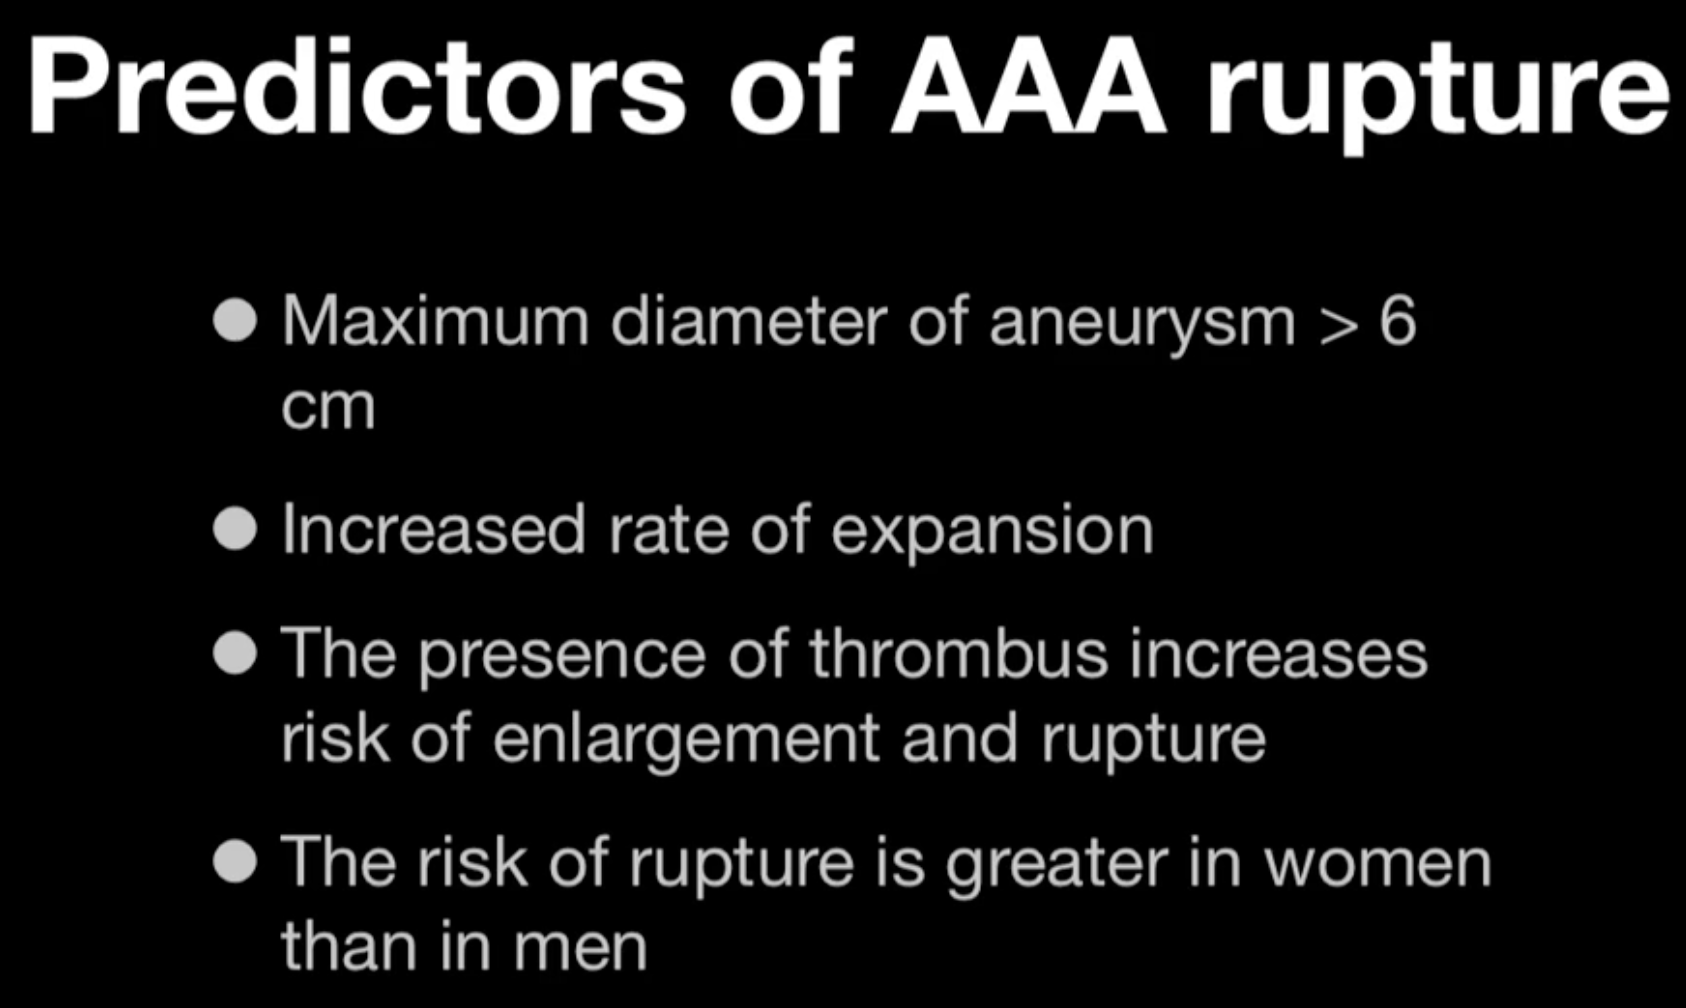 Predictors of AAA rupture
● Maximum diameter of aneurysm > 6
cm
● Increased rate of expansion
● The presence of thrombus increases
risk of enlargement and rupture
● The risk of rupture is greater in women
than in men